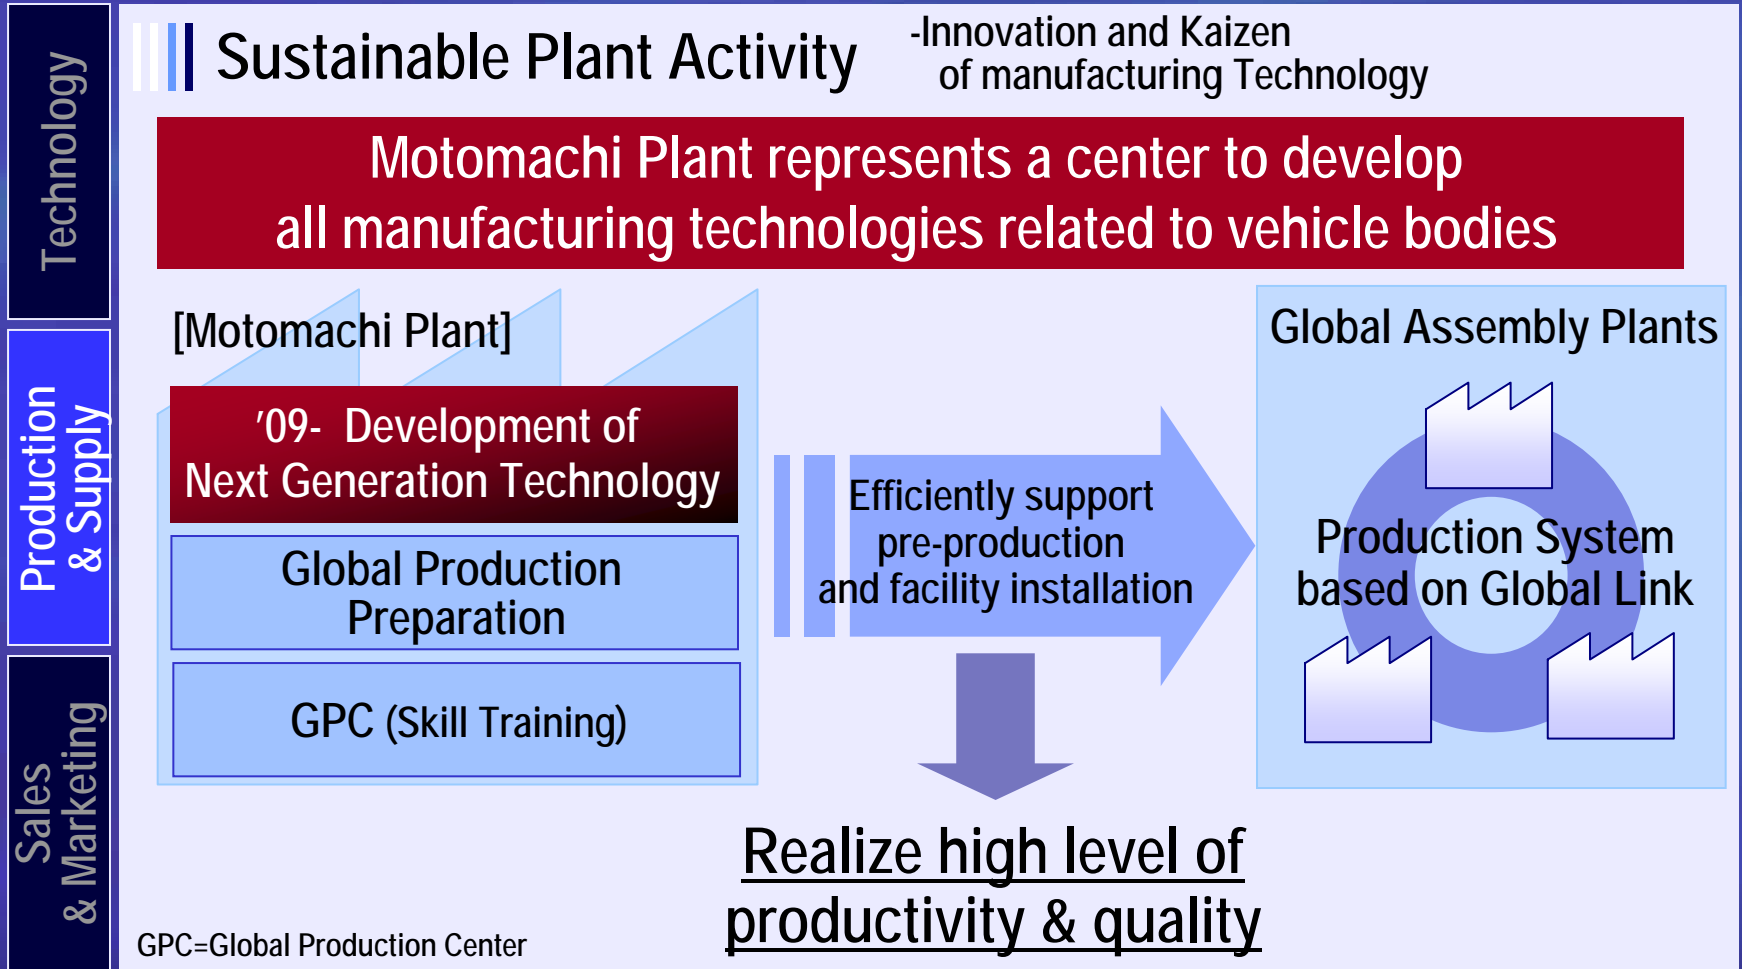 Technology
Production
& Supply
Sales
& Marketing
Sustainable Plant Activity
-Innovation and Kaizen
of manufacturing Technology
Motomachi Plant represents a center to develop
all manufacturing technologies related to vehicle bodies
[Motomachi Plant]
'09- Development of
Next Generation Technology
Global Production
Preparation
GPC (Skill Training)
Efficiently support
pre-production
and facility installation
Global Assembly Plants
Production System
based on Global Link
Realize high level of
productivity & quality
GPC=Global Production Center